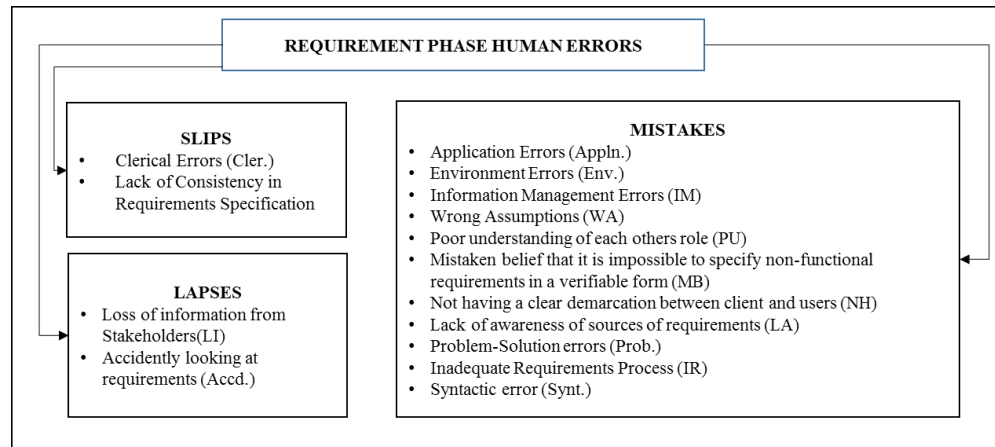 REQUIREMENT PHASE HUMAN ERRORS
SLIPS
• Clerical Errors (Cler.)
• Lack of Consistency in
Requirements Specification
LAPSES
• Loss of information from
Stakeholders(LI)
• Accidently looking at
requirements (Accd.)
MISTAKES
• Application Errors (Appln.)
• Environment Errors (Env.)
• Information Management Errors (IM)
• Wrong Assumptions (WA)
• Poor understanding of each others role (PU)
• Mistaken belief that it is impossible to specify non-functional
requirements in a verifiable form (MB)
• Not having a clear demarcation between client and users (NH)
• Lack of awareness of sources of requirements (LA)
• Problem-Solution errors (Prob.)
• Inadequate Requirements Process (IR)
• Syntactic error (Synt.)